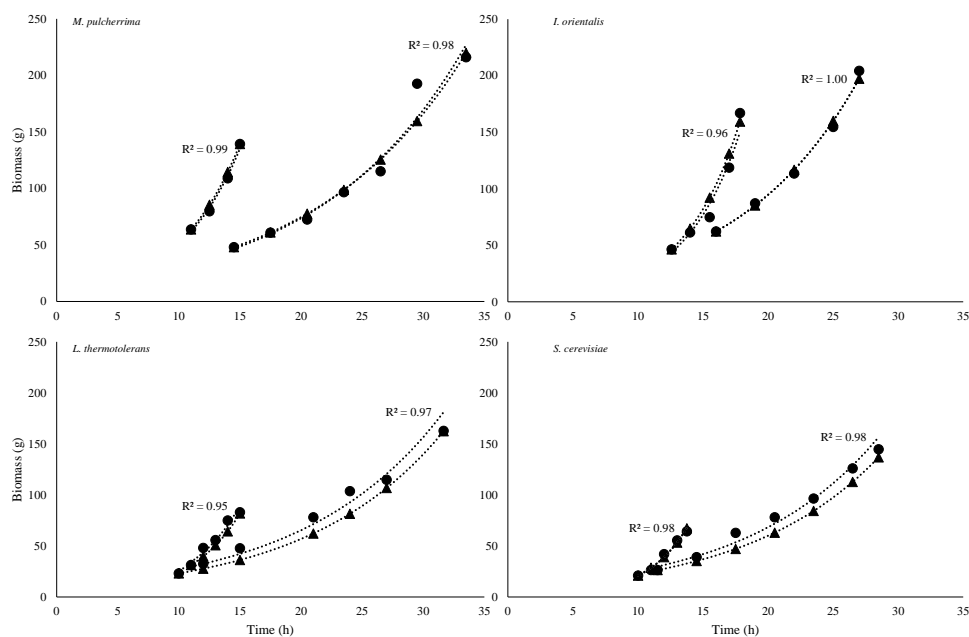 M. pulcherrima
250
200
150
100
50
0
Biomass (g)
R² = 0.99
R² = 0.98
0 5 10 15 20 25 30 35
I. orientalis
250
200
150
100
50
0
R² = 0.96
R² = 1.00
0 5 10 15 20 25 30 35
L. thermotolerans
250
200
150
100
50
0
Biomass (g)
R² = 0.95
R² = 0.97
0 5 10 15 20 25 30 35
Time (h)
S. cerevisiae
250
200
150
100
50
0
R² = 0.98
R² = 0.98
0 5 10 15 20 25 30 35
Time (h)